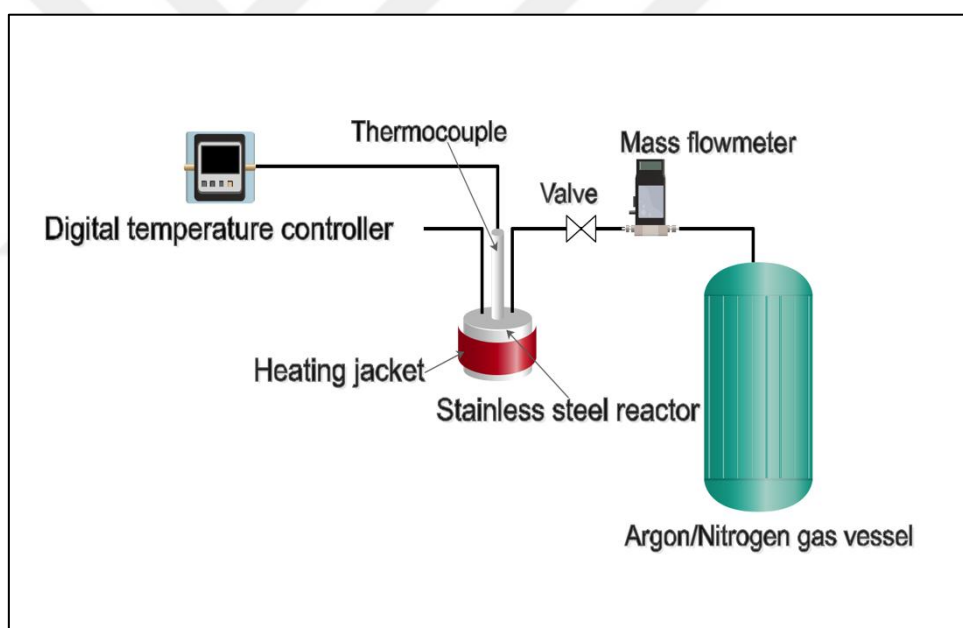 Thermocouple
Mass flowmeter
Valve
Digital temperature controller
Heating jacket
Stainless steel reactor
Argon/Nitrogen gas vessel